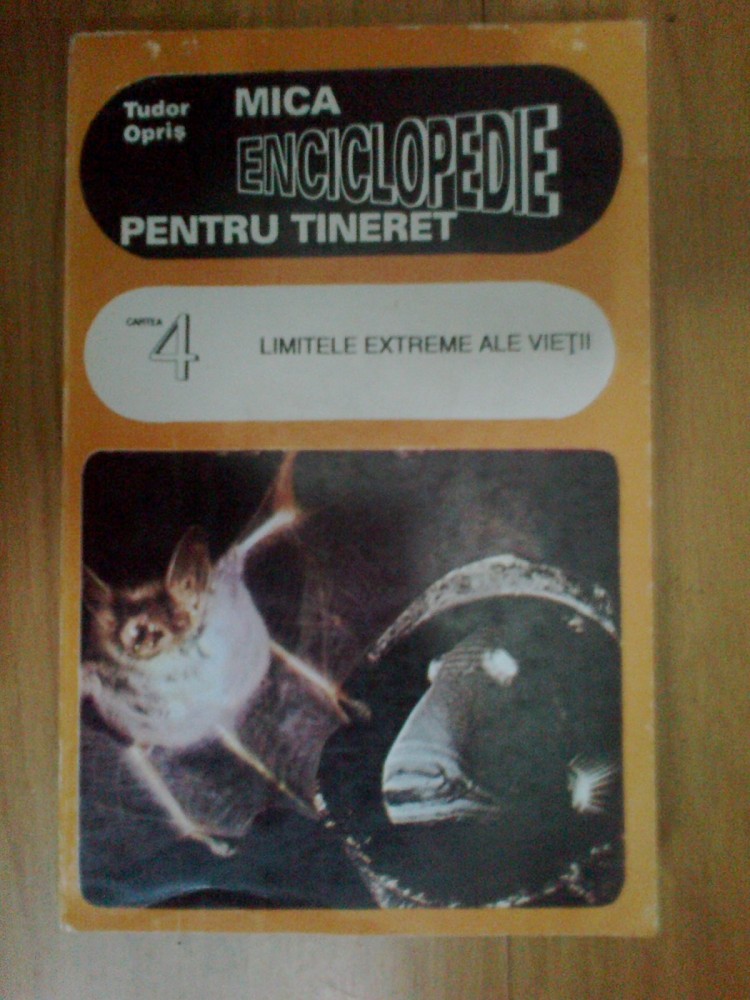 Tudor
Opriș
MICA
ENCICLOPEDIE
PENTRU TINERET
CARTEA
4
LIMITELE EXTREME ALE VIEȚII